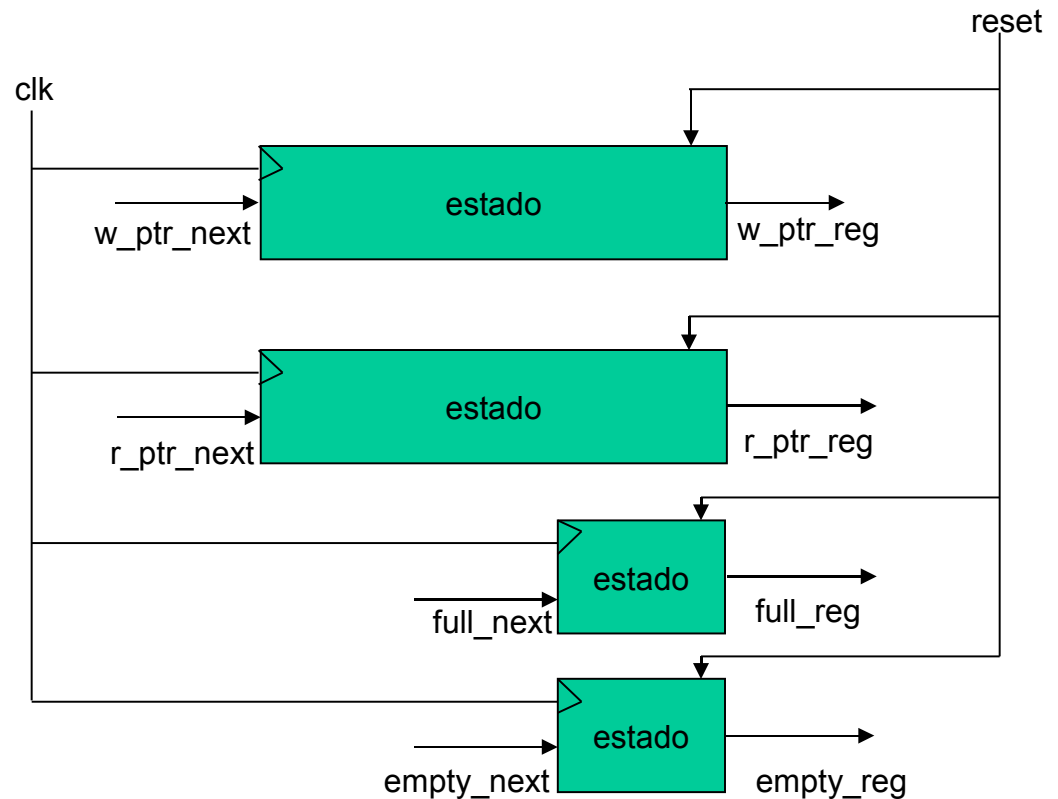 reset
clk
estado
w_ptr_next
w_ptr_reg
estado
r_ptr_next
r_ptr_reg
estado
full_next
full_reg
estado
empty_next
empty_reg